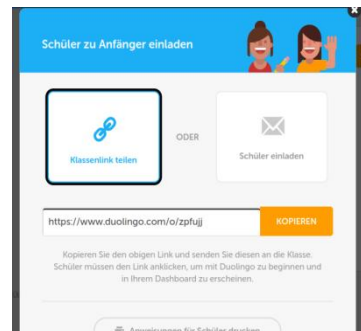 Schüler zu Anfänger einladen
Klassenlink teilen
ODER
Schüler einladen
https://www.duolingo.com/o/zpfujj
KOPIEREN
Kopieren Sie den obigen Link und senden Sie diesen an die Klasse.
Schüler müssen den Link anklicken, um mit Duolingo zu beginnen und
in Ihrem Dashboard zu erscheinen.
Anweisungen für Schüler drucken